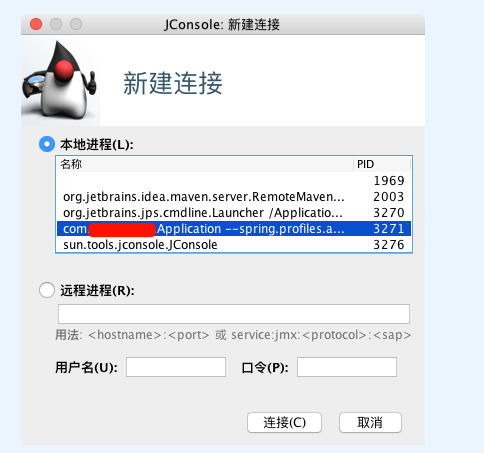 JConsole: 新建连接
新建连接
本地进程(L):
名称 PID
1969
org.jetbrains.idea.maven.server.RemoteMaven... 2003
org.jetbrains.jps.cmdline.Launcher /Applicatio... 3270
com. Application --spring.profiles.a... 3271
sun.tools.jconsole.JConsole 3276
远程进程(R):
用法: <hostname>:<port> 或 service:jmx:<protocol>:<sap>
用户名(U): 口令(P):
连接(C) 取消